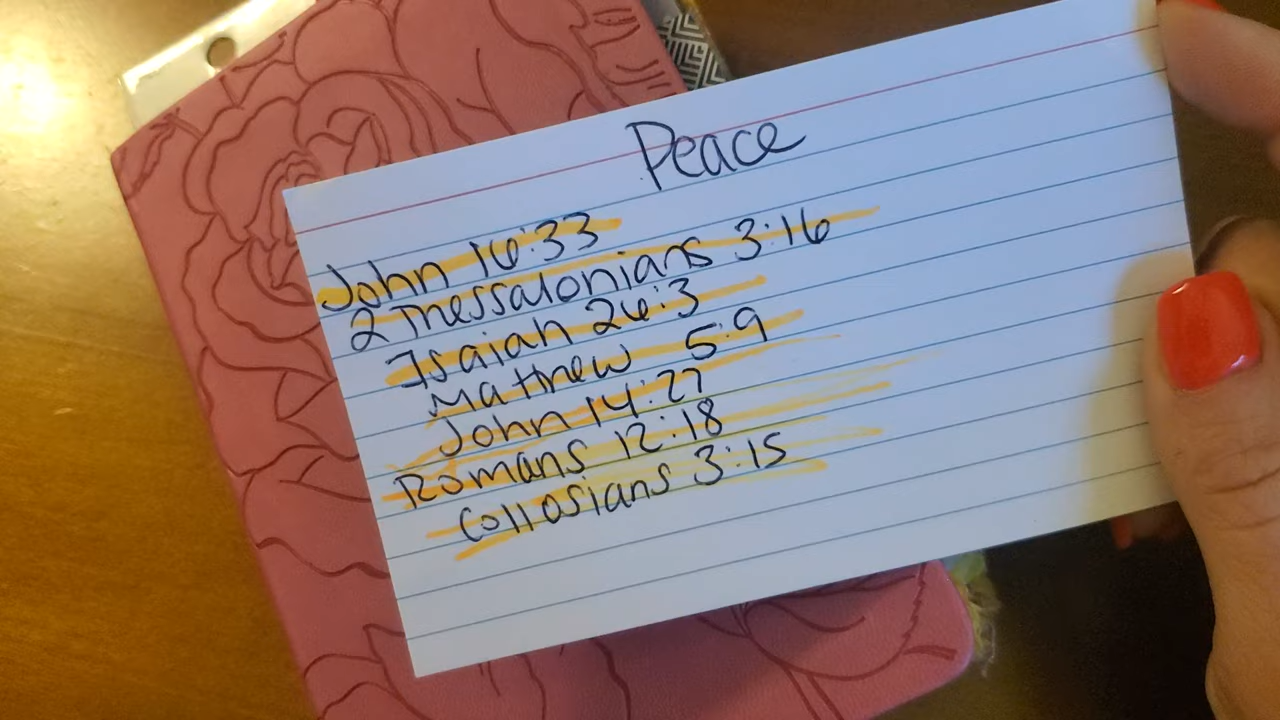 Peace
John 16:33
2 Thessalonians 3:16
Isaiah 26:3
Matthew 5:9
John 14:27
Romans 12:18
Collosians 3:15